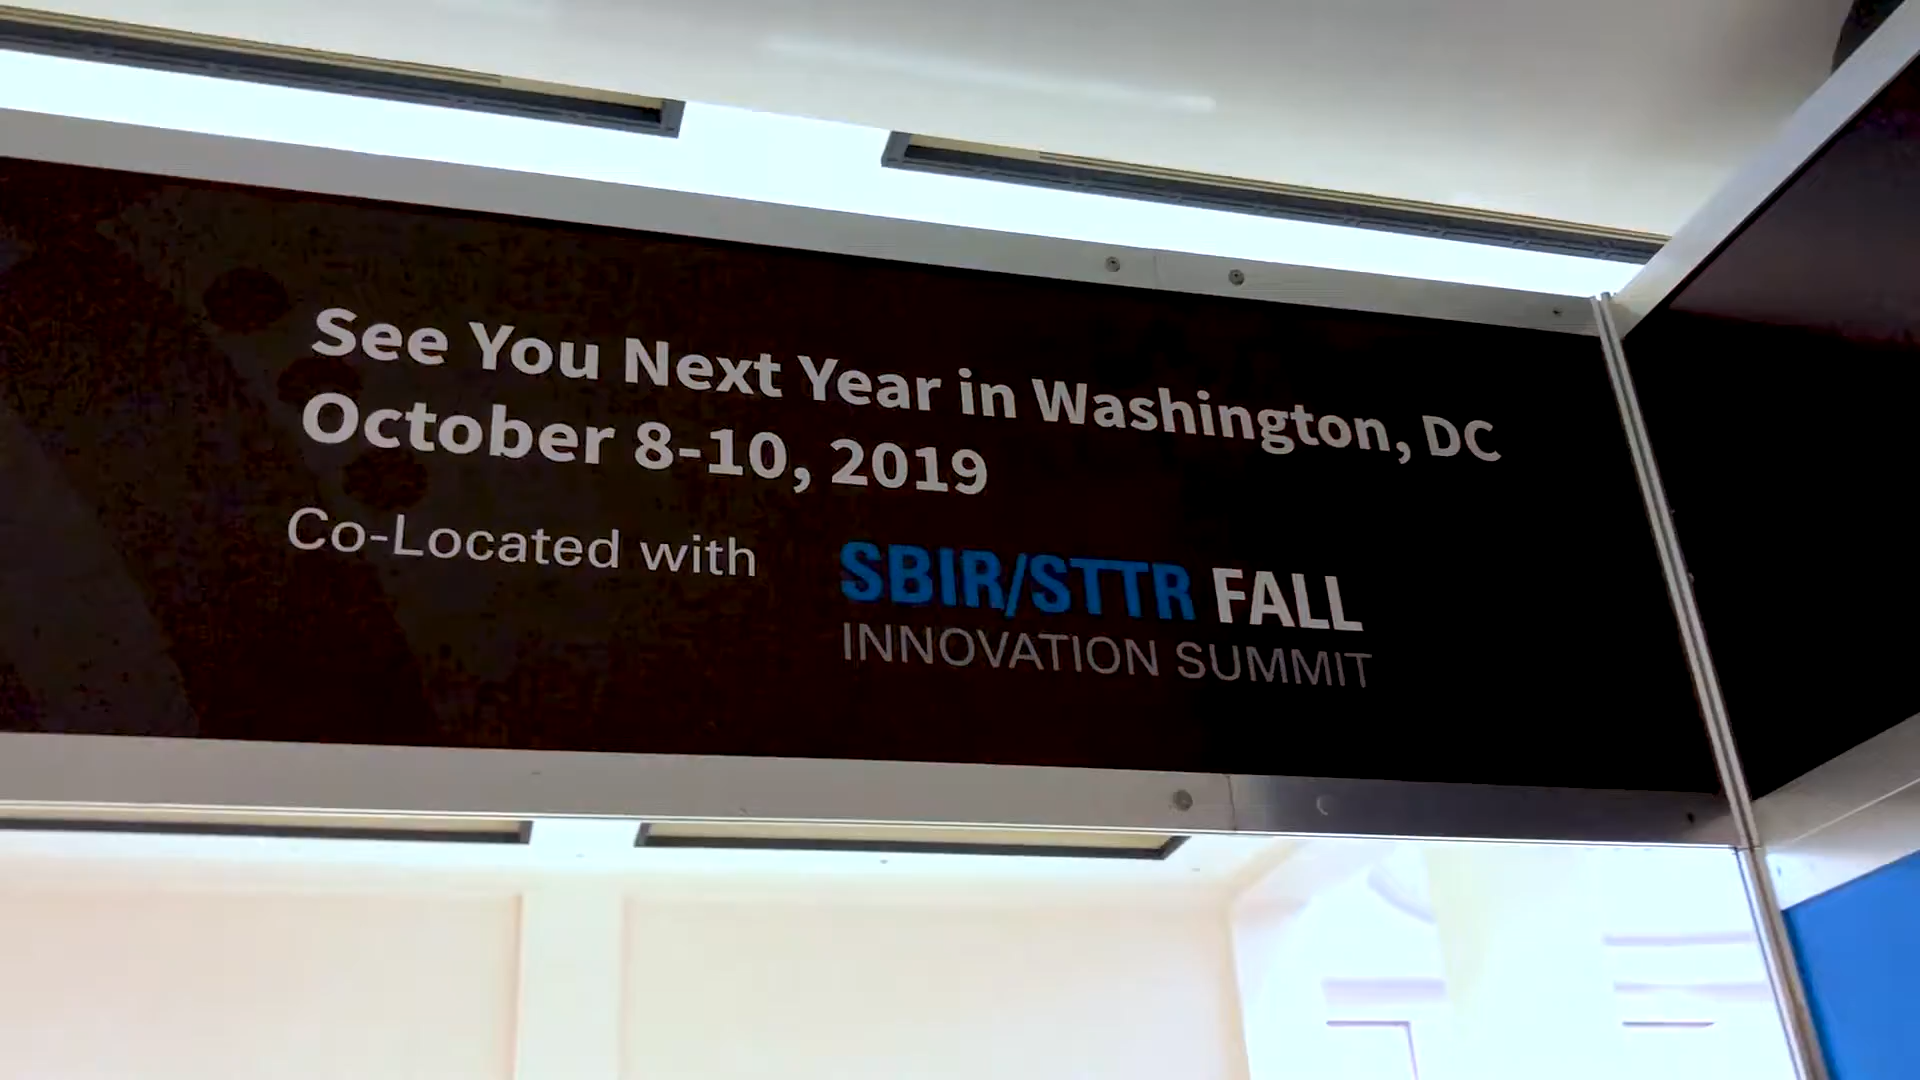 See You Next Year in Washington, DC
October 8-10, 2019
Co-Located with
SBIR/STTR FALL
INNOVATION SUMMIT